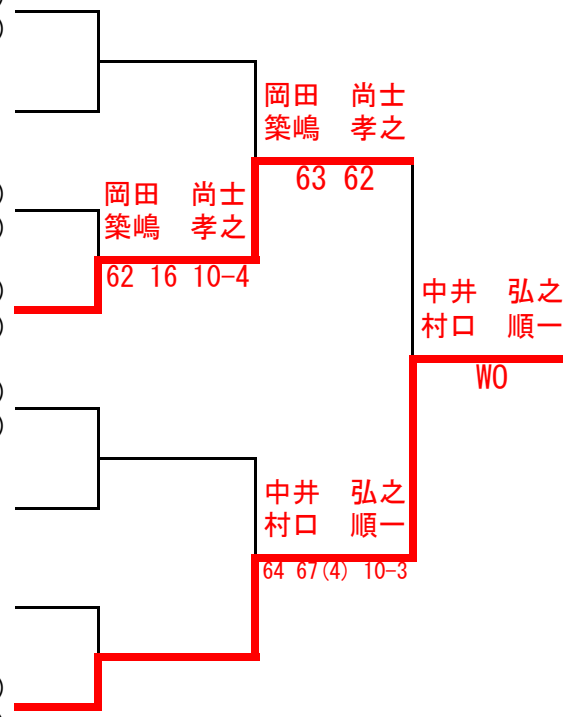 岡田　尚士
築嶋　孝之
63 62
岡田　尚士
築嶋　孝之
62 16 10-4
中井　弘之
村口　順一
WO
中井　弘之
村口　順一
64 67(4) 10-3
)
)
)
)
)
)
)
)